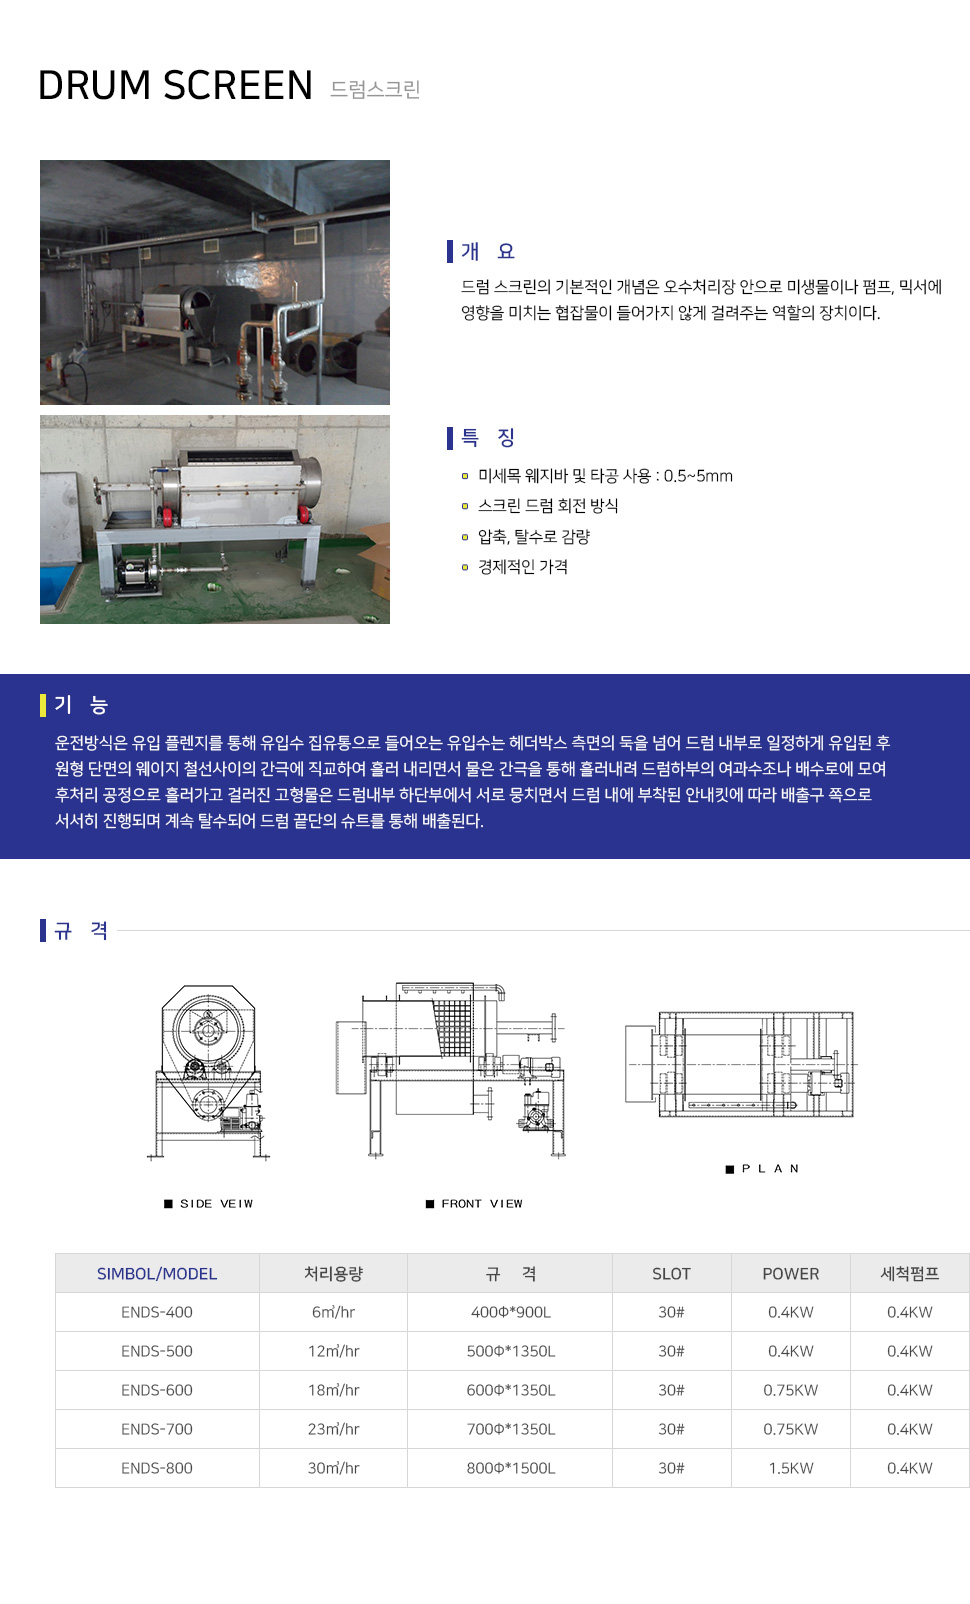 DRUM SCREEN 드럼스크린
개 요
드럼 스크린의 기본적인 개념은 오수처리장 안으로 미생물이나 펌프, 믹서에
영향을 미치는 협잡물이 들어가지 않게 걸려주는 역할의 장치이다.
특 징
미세목 웨지바 및 타공 사용 : 0.5~5mm
스크린 드럼 회전 방식
압축, 탈수로 감량
경제적인 가격
기 능
운전방식은 유입 플렌지를 통해 유입수 집유통으로 들어오는 유입수는 헤더박스 측면의 둑을 넘어 드럼 내부로 일정하게 유입된 후
원형 단면의 웨이지 철선사이의 간극에 직교하여 흘러 내리면서 물은 간극을 통해 흘러내려 드럼하부의 여과수조나 배수로에 모여
후처리 공정으로 흘러가고 걸러진 고형물은 드럼내부 하단부에서 서로 뭉치면서 드럼 내에 부착된 안내킷에 따라 배출구 쪽으로
서서히 진행되며 계속 탈수되어 드럼 끝단의 슈트를 통해 배출된다.
규 격
■ SIDE VEIW
■ FRONT VIEW
■ P L A N
SIMBOL/MODEL 처리용량 규 격 SLOT POWER 세척펌프
ENDS-400 6㎥/hr 400Φ*900L 30# 0.4KW 0.4KW
ENDS-500 12㎥/hr 500Φ*1350L 30# 0.4KW 0.4KW
ENDS-600 18㎥/hr 600Φ*1350L 30# 0.75KW 0.4KW
ENDS-700 23㎥/hr 700Φ*1350L 30# 0.75KW 0.4KW
ENDS-800 30㎥/hr 800Φ*1500L 30# 1.5KW 0.4KW